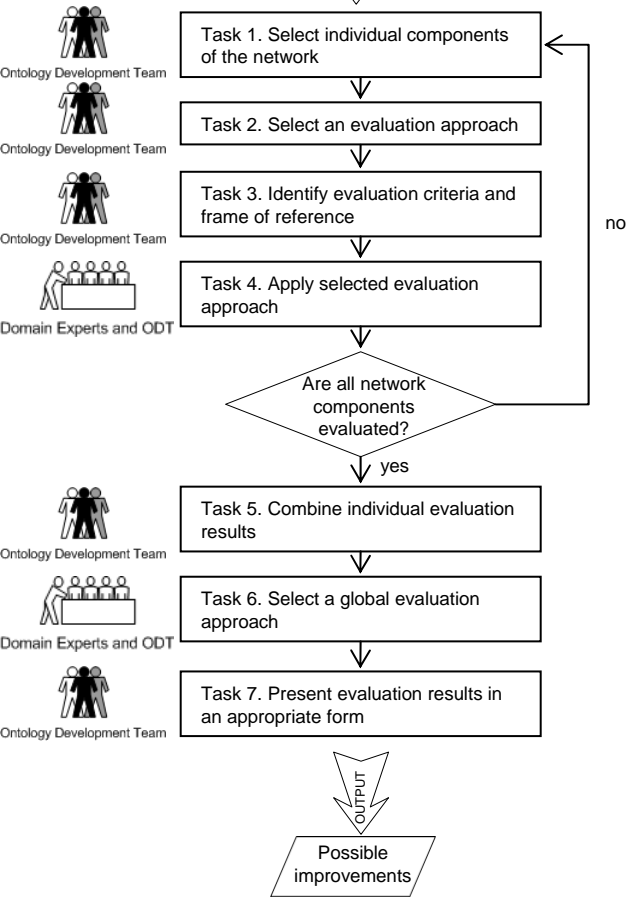 Task 1. Select individual components
of the network
Ontology Development Team
Task 2. Select an evaluation approach
Ontology Development Team
Task 3. Identify evaluation criteria and
frame of reference
no
Ontology Development Team
Task 4. Apply selected evaluation
approach
Domain Experts and ODT
Are all network
components
evaluated?
yes
Task 5. Combine individual evaluation
results
Ontology Development Team
Task 6. Select a global evaluation
approach
Domain Experts and ODT
Task 7. Present evaluation results in
an appropriate form
Ontology Development Team
OUTPUT
Possible
improvements